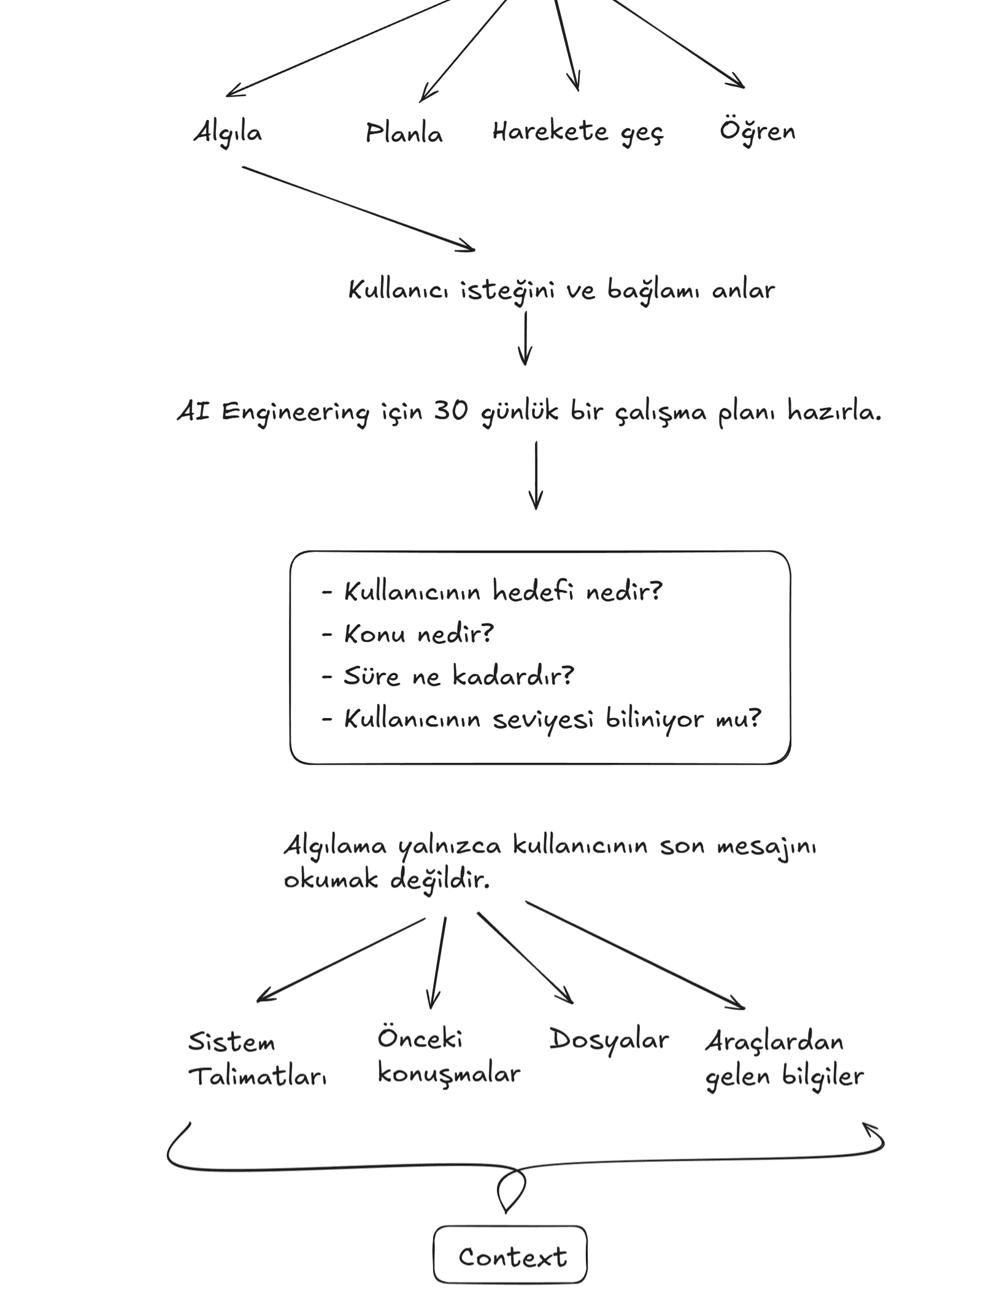 Algıla
Planla
Harekete geç
Öğren
Kullanıcı isteğini ve bağlamı anlar
AI Engineering için 30 günlük bir çalışma planı hazırla.
- Kullanıcının hedefi nedir?
- Konu nedir?
- Süre ne kadardır?
- Kullanıcının seviyesi biliniyor mu?
Algılama yalnızca kullanıcının son mesajını
okumak değildir.
Sistem
Talimatları
Önceki
konuşmalar
Dosyalar
Araçlardan
gelen bilgiler
Context